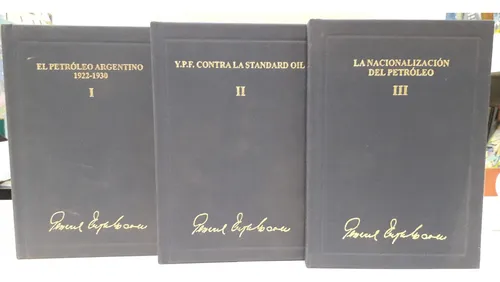 EL PETRÓLEO ARGENTINO
1922-1930
I
Y.P.F. CONTRA LA STANDARD OIL
II
LA NACIONALIZACIÓN
DEL PETRÓLEO
III